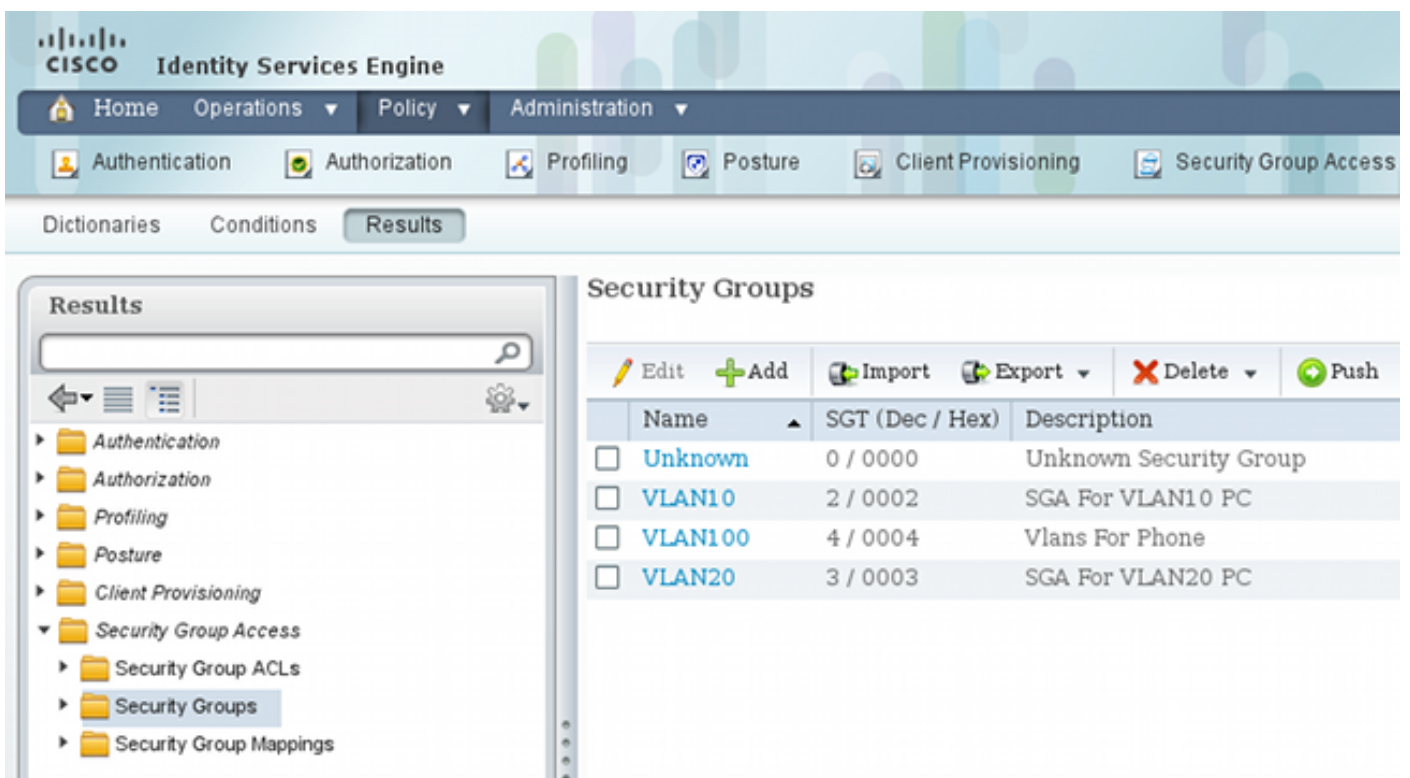 CISCO Identity Services Engine
Home Operations Policy Administration
Authentication Authorization Profiling Posture Client Provisioning Security Group Access
Dictionaries Conditions Results
Results
Authentication
Authorization
Profiling
Posture
Client Provisioning
Security Group Access
Security Group ACLs
Security Groups
Security Group Mappings
Security Groups
Edit Add Import Export Delete Push
Name SGT (Dec / Hex) Description
Unknown 0 / 0000 Unknown Security Group
VLAN10 2 / 0002 SGA For VLAN10 PC
VLAN100 4 / 0004 Vlans For Phone
VLAN20 3 / 0003 SGA For VLAN20 PC